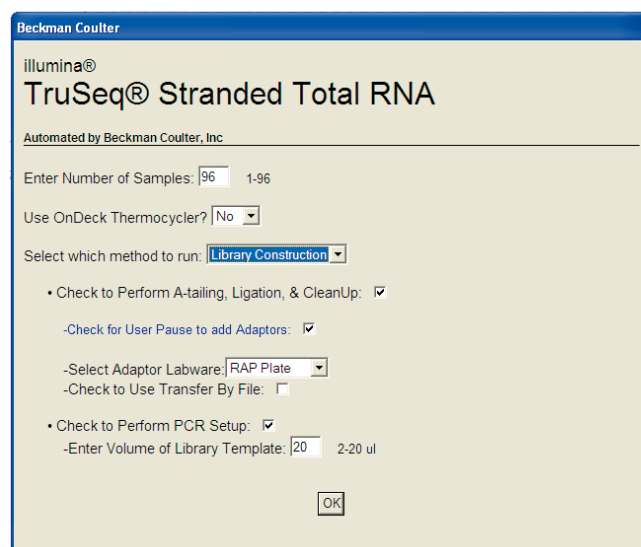 Beckman Coulter
illumina®
TruSeq® Stranded Total RNA
Automated by Beckman Coulter, Inc
Enter Number of Samples: 96 1-96
Use OnDeck Thermocycler? No
Select which method to run: Library Construction
• Check to Perform A-tailing, Ligation, & CleanUp:
-Check for User Pause to add Adaptors:
-Select Adaptor Labware: RAP Plate
-Check to Use Transfer By File:
• Check to Perform PCR Setup:
-Enter Volume of Library Template: 20 2-20 ul
OK